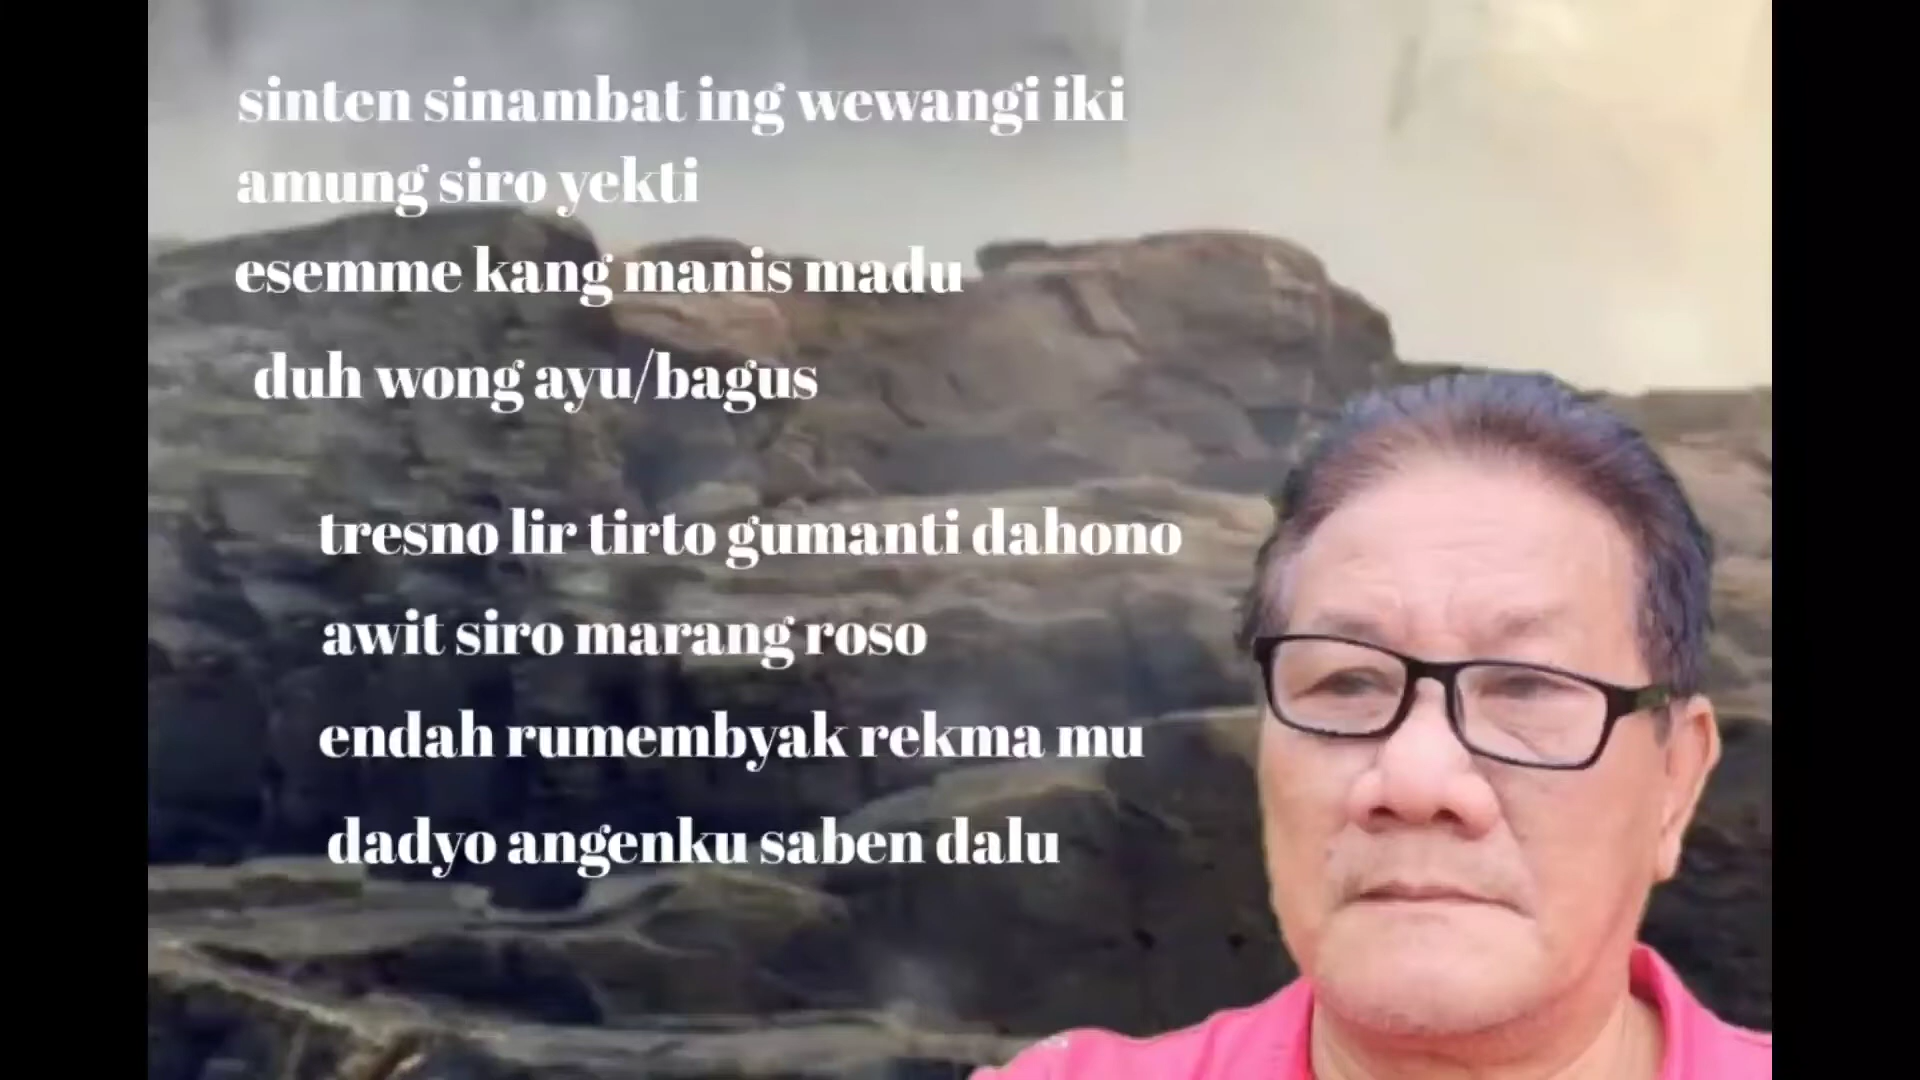 sinten sinambat ing wewangi iki
amung siro yekti
esemme kang manis madu
duh wong ayu/bagus
tresno lir tirto gumanti dahono
awit siro marang roso
endah rumembyak rekma mu
dadyo angenku saben dalu